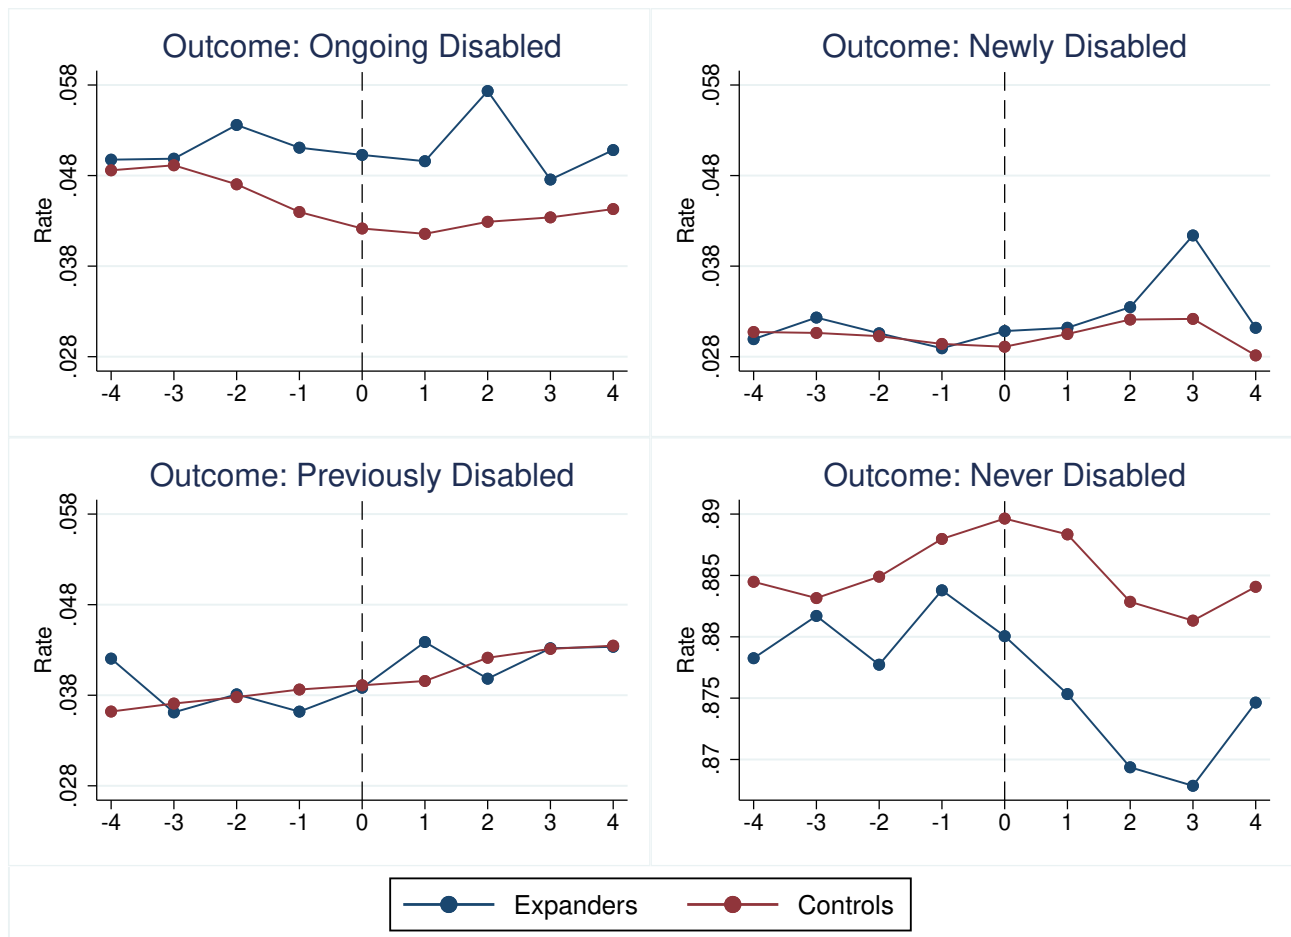 Outcome: Ongoing Disabled
.058
.048
.038
.028
Rate
-4 -3 -2 -1 0 1 2 3 4
Outcome: Newly Disabled
.058
.048
.038
.028
Rate
-4 -3 -2 -1 0 1 2 3 4
Outcome: Previously Disabled
.058
.048
.038
.028
Rate
-4 -3 -2 -1 0 1 2 3 4
Outcome: Never Disabled
.89
.885
.88
.875
.87
Rate
-4 -3 -2 -1 0 1 2 3 4
Expanders Controls